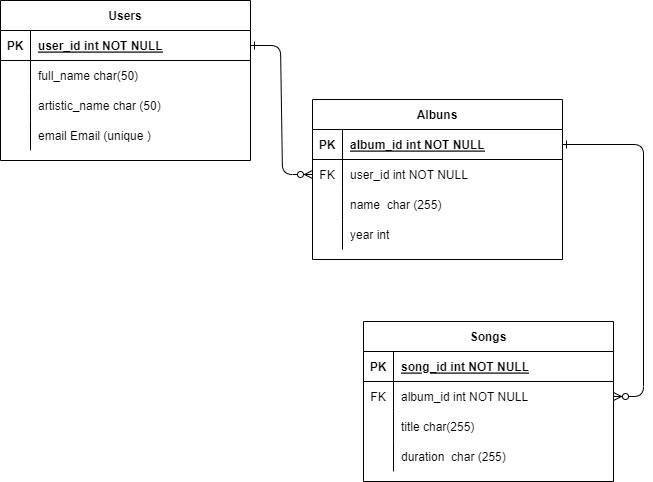 Users
PK user_id int NOT NULL
full_name char(50)
artistic_name char (50)
email Email (unique )
Albuns
PK album_id int NOT NULL
FK user_id int NOT NULL
name  char (255)
year int
Songs
PK song_id int NOT NULL
FK album_id int NOT NULL
title char(255)
duration  char (255)